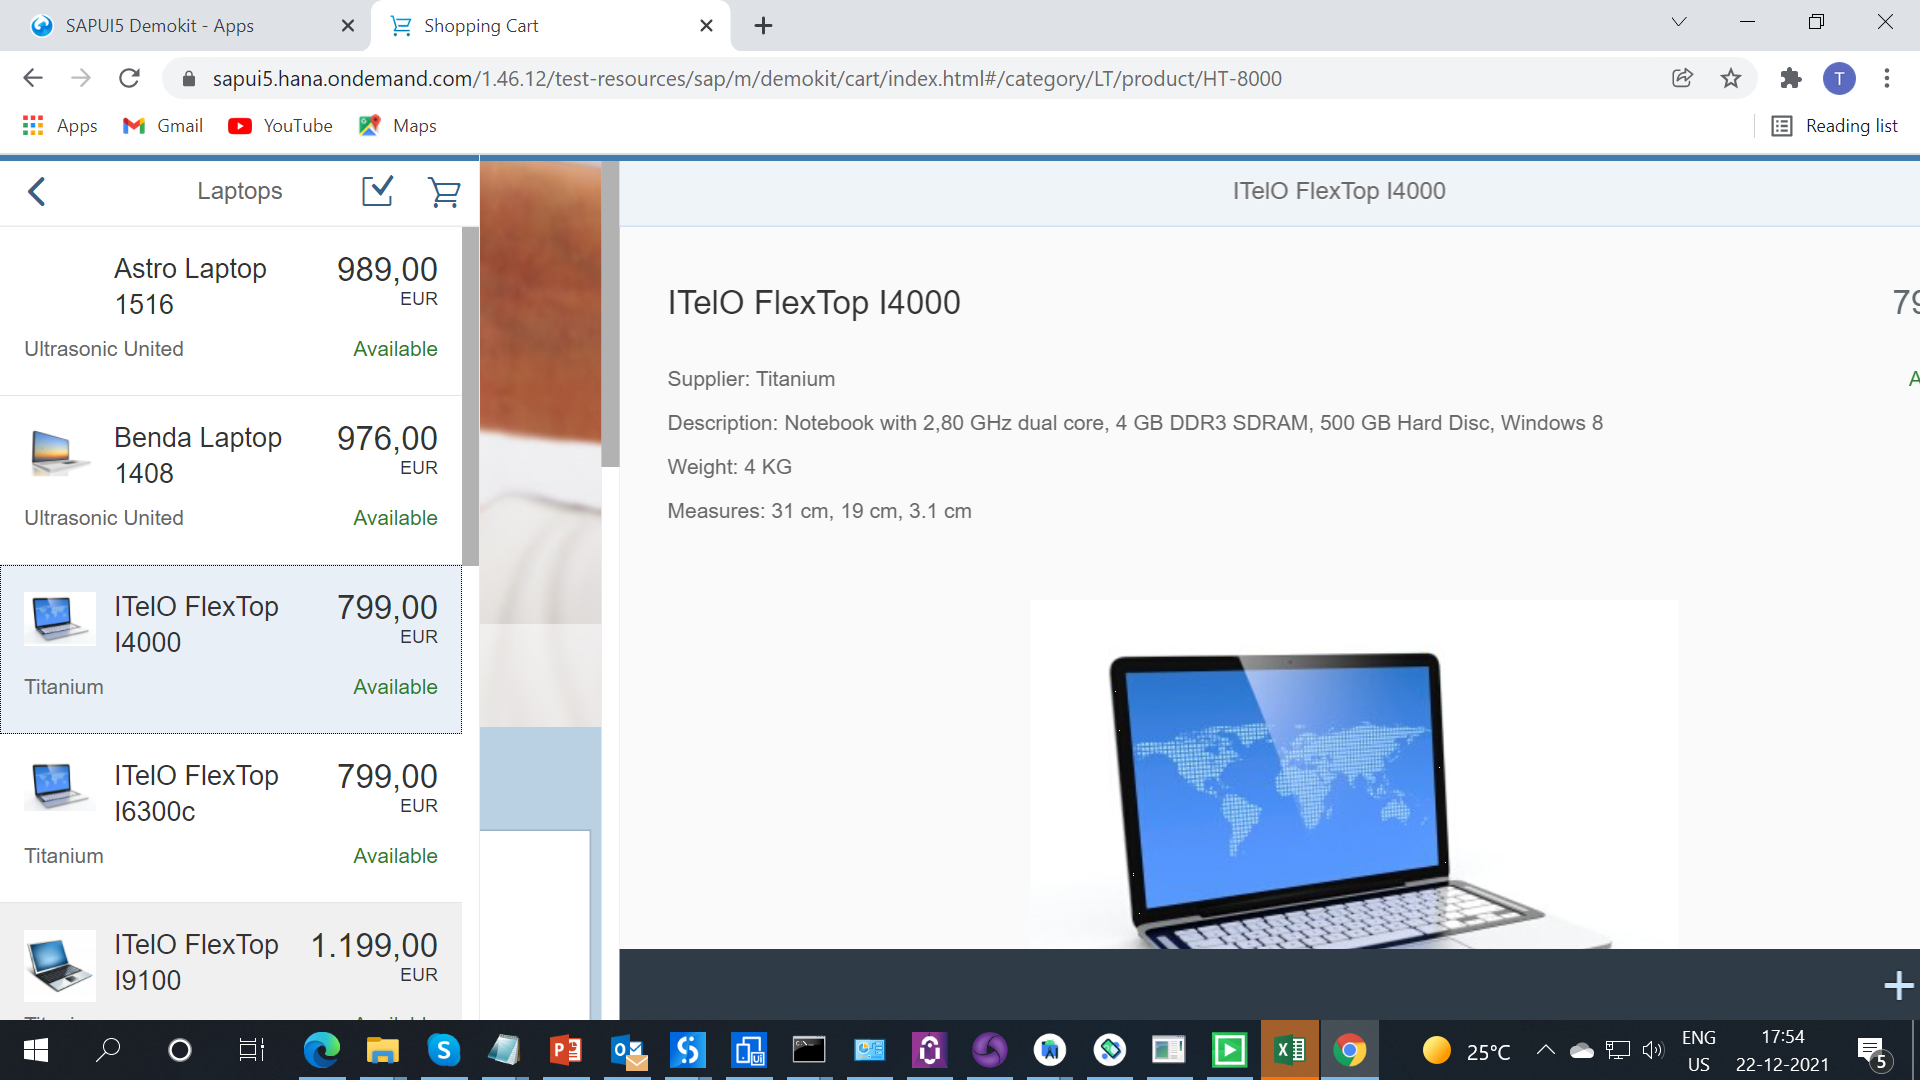 SAPUI5 Demokit - Apps
Shopping Cart
sapui5.hana.ondemand.com/1.46.12/test-resources/sap/m/demokit/cart/index.html#/category/LT/product/HT-8000
T
Apps
Gmail
YouTube
Maps
Reading list
Laptops
Astro Laptop 1516
989,00
EUR
Ultrasonic United
Available
Benda Laptop 1408
976,00
EUR
Ultrasonic United
Available
ITelO FlexTop I4000
799,00
EUR
Titanium
Available
ITelO FlexTop I6300c
799,00
EUR
Titanium
Available
ITelO FlexTop I9100
1.199,00
EUR
ITelO FlexTop I4000
ITelO FlexTop I4000
79
Supplier: Titanium
A
Description: Notebook with 2,80 GHz dual core, 4 GB DDR3 SDRAM, 500 GB Hard Disc, Windows 8
Weight: 4 KG
Measures: 31 cm, 19 cm, 3.1 cm
25°C
ENG
US
17:54
22-12-2021
5